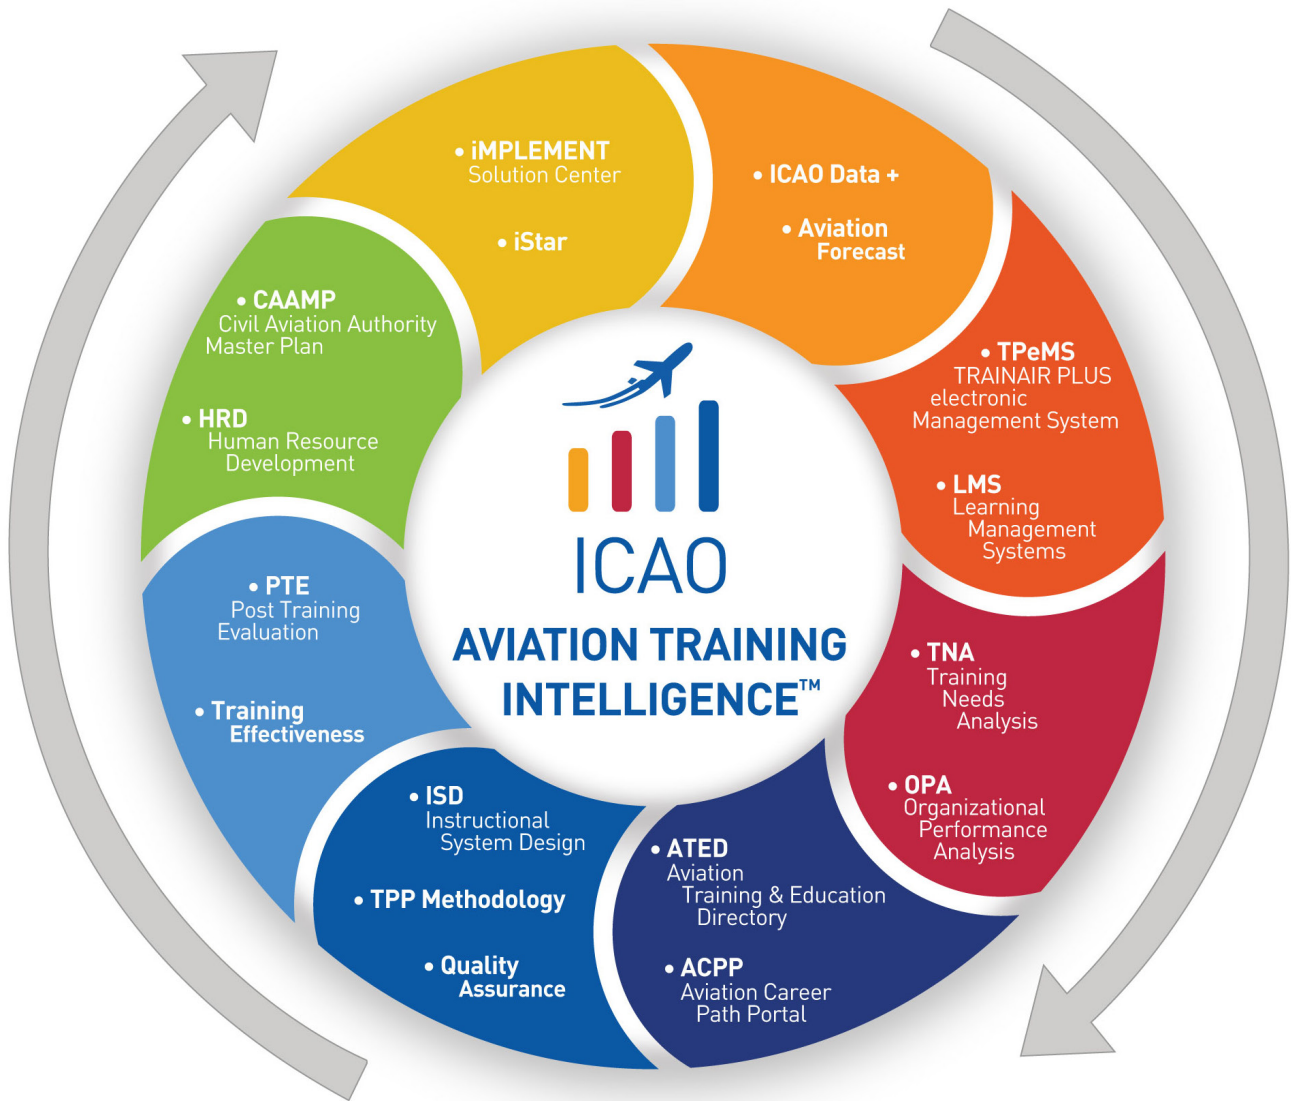 • iMPLEMENT
Solution Center
• iStar
• ICAO Data +
• Aviation
Forecast
• TPeMS
TRAINAIR PLUS
electronic
Management System
• LMS
Learning
Management
Systems
• TNA
Training
Needs
Analysis
• OPA
Organizational
Performance
Analysis
• ATED
Aviation
Training & Education
Directory
• ACPP
Aviation Career
Path Portal
• ISD
Instructional
System Design
• TPP Methodology
• Quality
Assurance
• PTE
Post Training
Evaluation
• Training
Effectiveness
• CAAMP
Civil Aviation Authority
Master Plan
• HRD
Human Resource
Development
ICAO
AVIATION TRAINING
INTELLIGENCE™